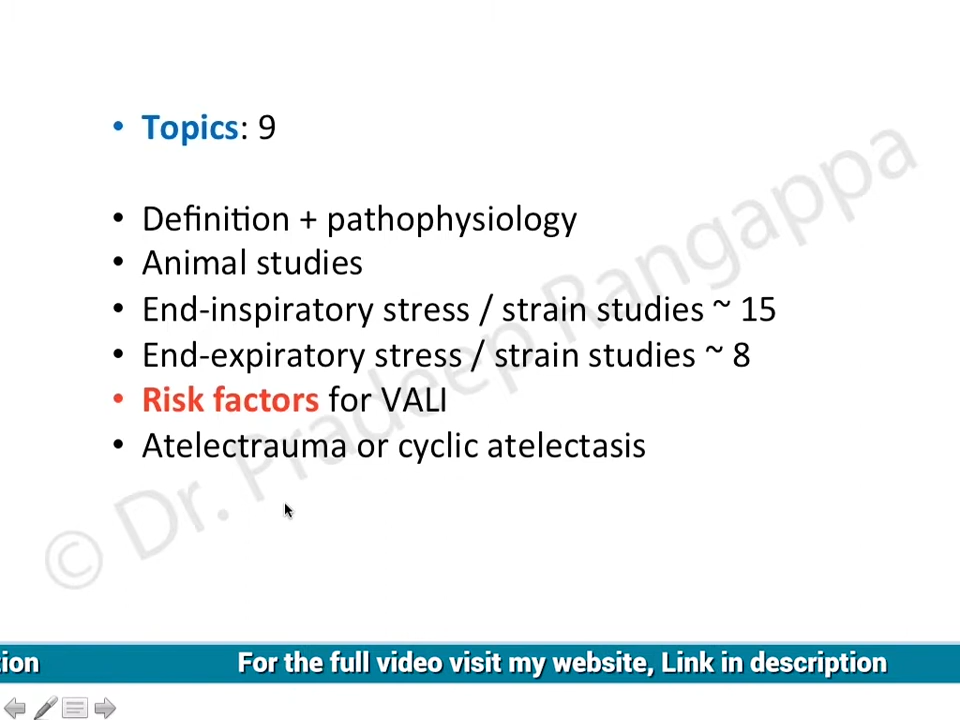 • Topics: 9
• Definition + pathophysiology
• Animal studies
• End-inspiratory stress / strain studies ~ 15
• End-expiratory stress / strain studies ~ 8
• Risk factors for VALI
• Atelectrauma or cyclic atelectasis
© Dr. Pradeep Rangappa
tion For the full video visit my website, Link in description